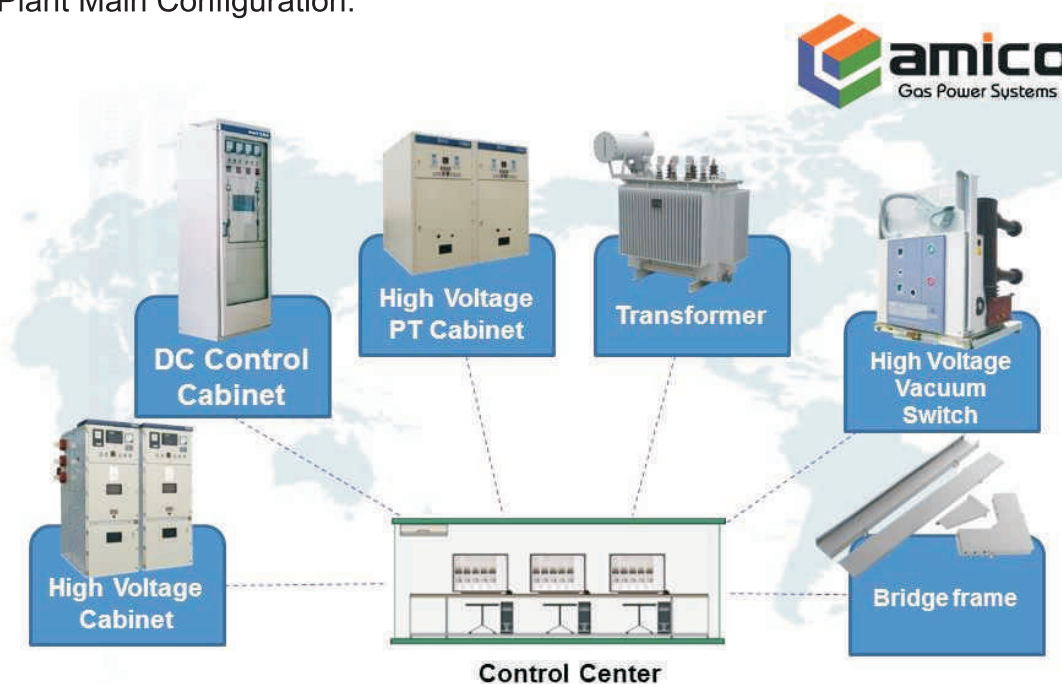 Plant Main Configuration:
amico
Gas Power Systems
High Voltage
PT Cabinet
Transformer
DC Control
Cabinet
High Voltage
Vacuum
Switch
High Voltage
Cabinet
Bridge frame
Control Center